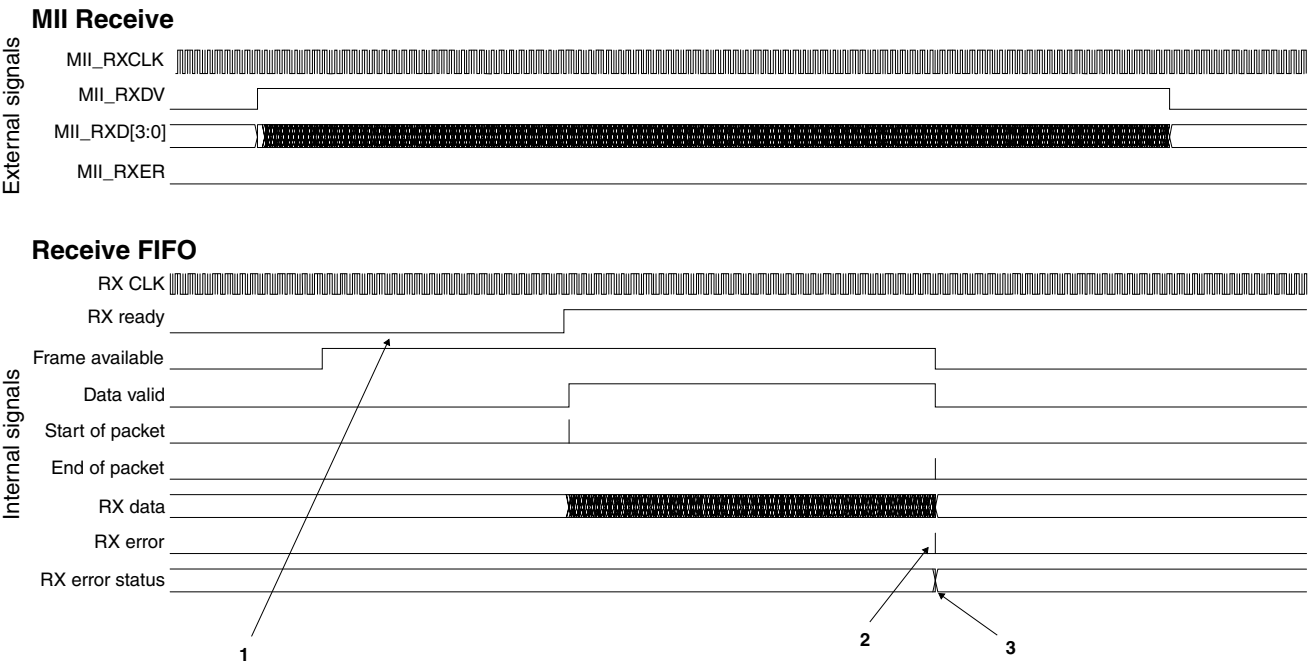 MII Receive
External signals
MII_RXCLK
MII_RXDV
MII_RXD[3:0]
MII_RXER
Receive FIFO
Internal signals
RX CLK
RX ready
Frame available
Data valid
Start of packet
End of packet
RX data
RX error
RX error status
1
2
3